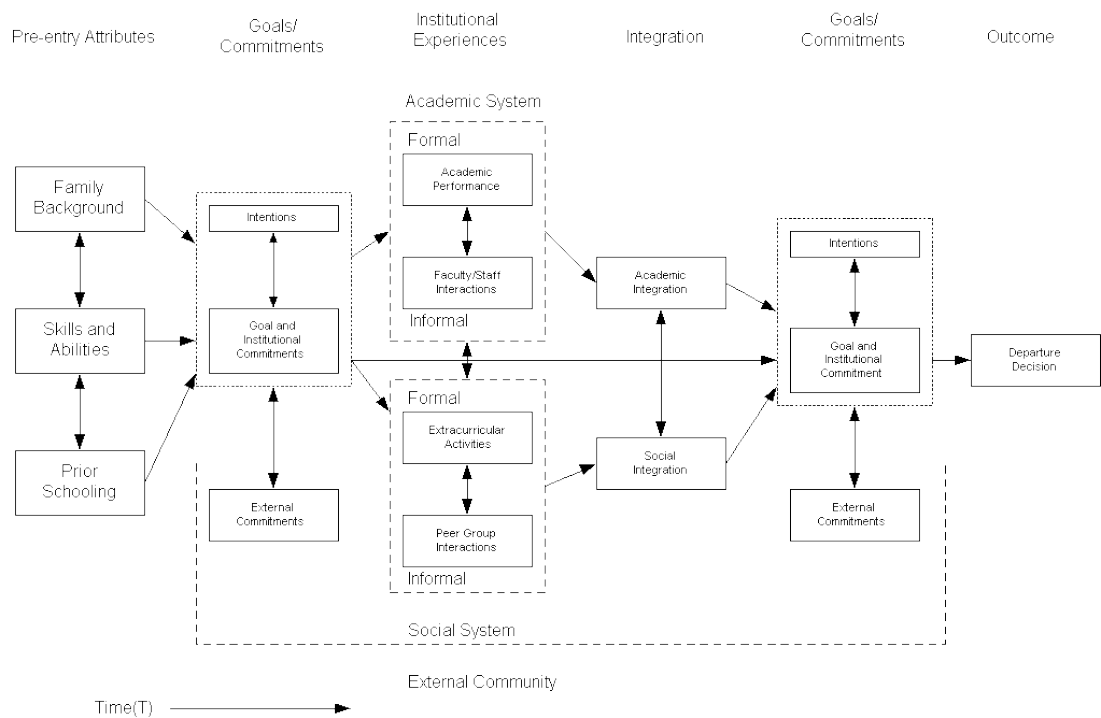 Pre-entry Attributes
Goals/
Commitments
Institutional
Experiences
Integration
Goals/
Commitments
Outcome
Academic System
Formal
Academic
Performance
Faculty/Staff
Interactions
Informal
Family
Background
Skills and
Abilities
Prior
Schooling
Intentions
Goal and
Institutional
Commitments
External
Commitments
Formal
Extracurricular
Activities
Peer Group
Interactions
Informal
Social System
Academic
Integration
Social
Integration
Intentions
Goal and
Institutional
Commitment
External
Commitments
Departure
Decision
External Community
Time(T)